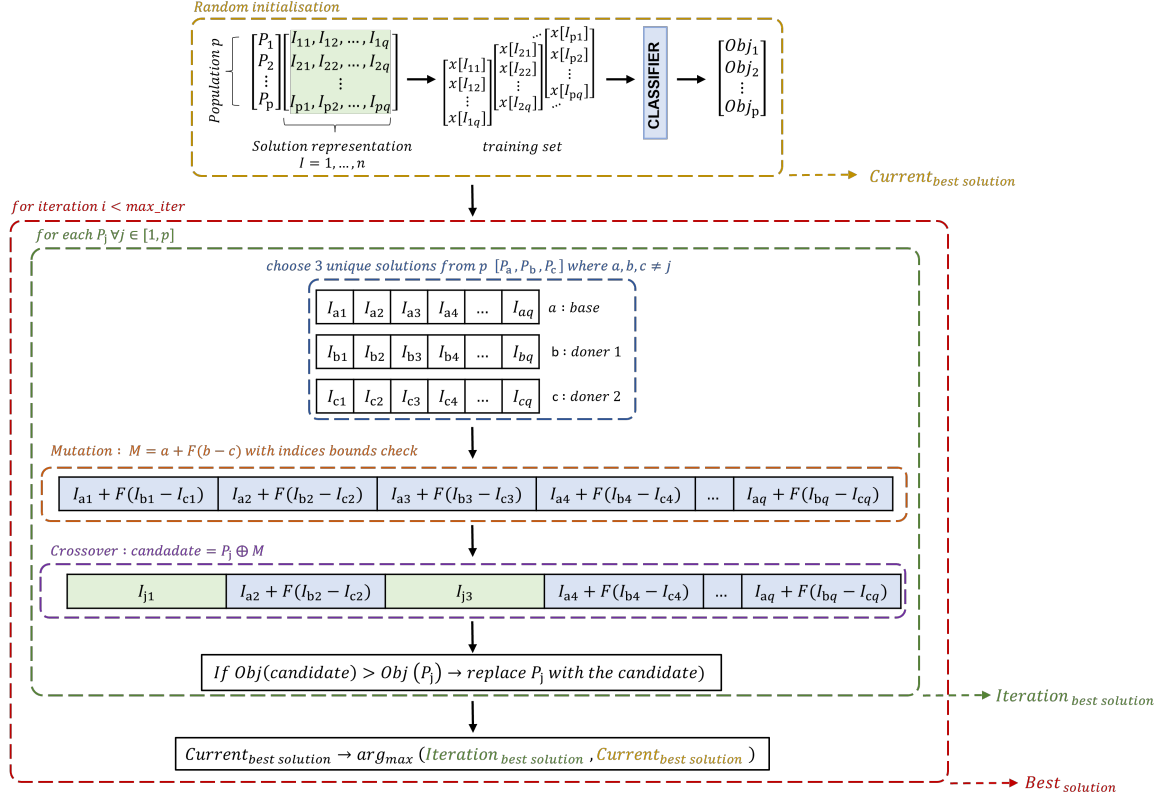 Random initialisation
Population p
[P₁ P₂ ⋮ Pₚ]
[I₁₁, I₁₂, …, I₁q
I₂₁, I₂₂, …, I₂q
⋮
Iₚ₁, Iₚ₂, …, Ipq]
Solution representation
I = 1, … , n
[x[I₁₁] x[I₁₂] ⋮ x[I₁q]]
[x[I₂₁] x[I₂₂] ⋮ x[I₂q]]
… [x[Iₚ₁] x[Iₚ₂] ⋮ x[Ipq]] …
training set
CLASSIFIER
[Obj₁ Obj₂ ⋮ Objₚ]
Current best solution
for iteration i < max_iter
for each Pⱼ ∀j ∈ [1, p]
choose 3 unique solutions from p [Pa , Pb , Pc ] where a, b, c ≠ j
Ia1 Ia2 Ia3 Ia4 … Iaq a : base
Ib1 Ib2 Ib3 Ib4 … Ibq b : doner 1
Ic1 Ic2 Ic3 Ic4 … Icq c : doner 2
Mutation : M = a + F(b − c) with indices bounds check
Ia1 + F(Ib1 − Ic1) Ia2 + F(Ib2 − Ic2) Ia3 + F(Ib3 − Ic3) Ia4 + F(Ib4 − Ic4) … Iaq + F(Ibq − Icq)
Crossover : candadate = Pⱼ ⊕ M
Ij1 Ia2 + F(Ib2 − Ic2) Ij3 Ia4 + F(Ib4 − Ic4) … Iaq + F(Ibq − Icq)
If Obj(candidate) > Obj (Pⱼ) → replace Pⱼ with the candidate)
Iteration best solution
Current best solution → arg max (Iteration best solution , Current best solution )
Best solution